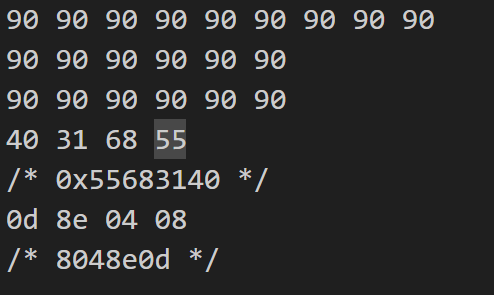 90 90 90 90 90 90 90 90 90
90 90 90 90 90 90
90 90 90 90 90 90
40 31 68 55
/* 0x55683140 */
0d 8e 04 08
/* 8048e0d */